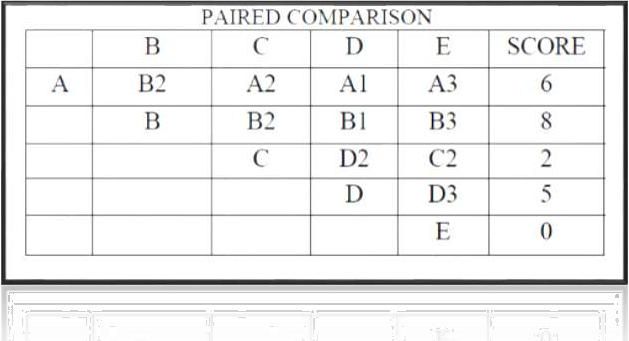 PAIRED COMPARISON
B C D E SCORE
A B2 A2 A1 A3 6
B B2 B1 B3 8
C D2 C2 2
D D3 5
E 0